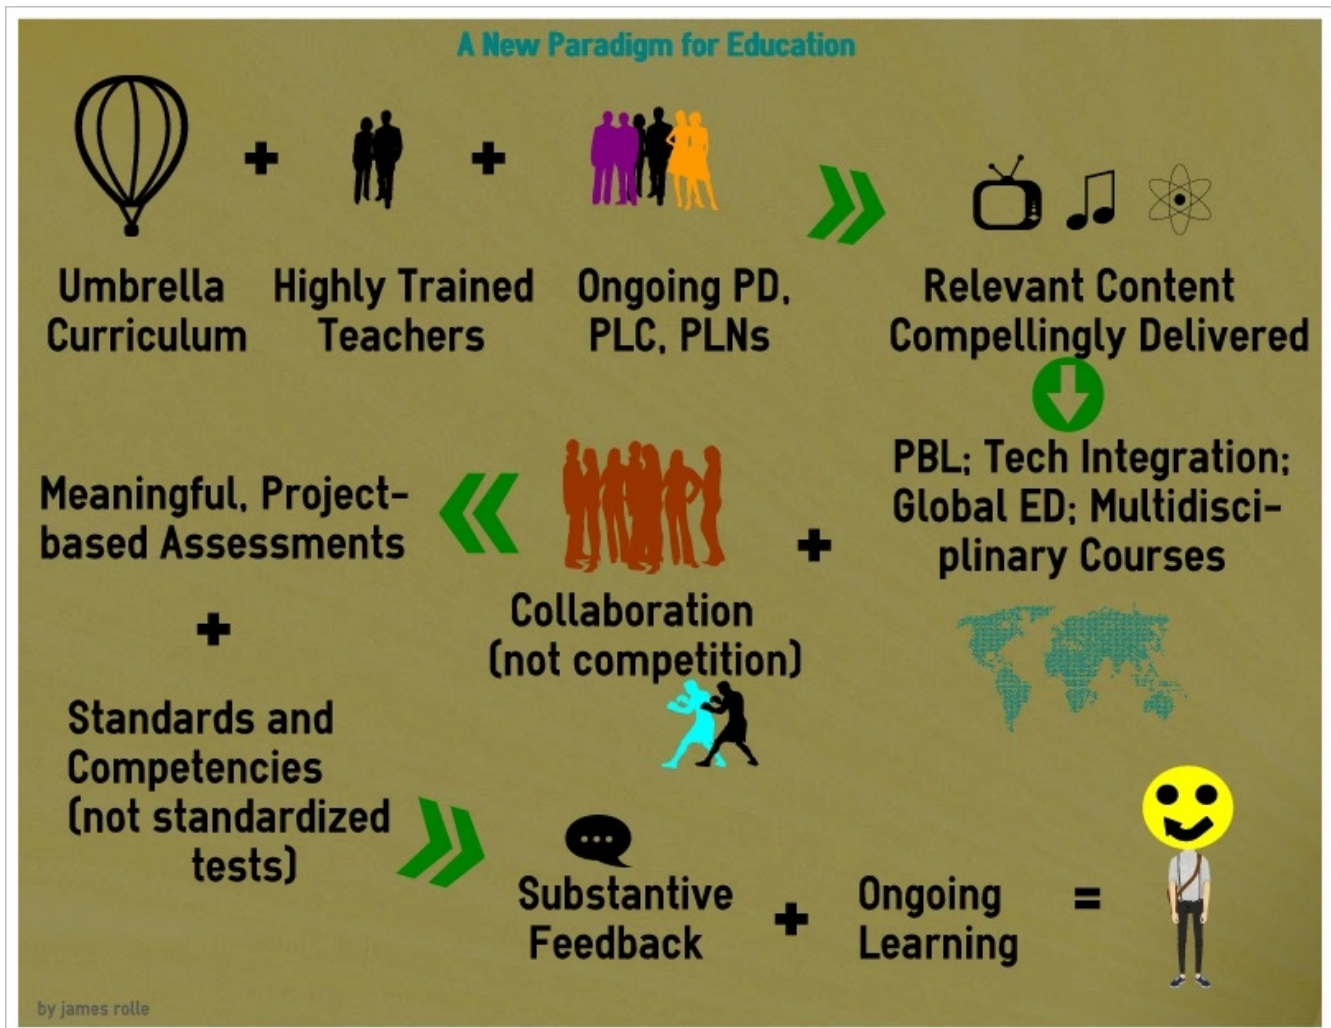 A New Paradigm for Education
+
+
Umbrella
Curriculum
Highly Trained
Teachers
Ongoing PD,
PLC, PLNs
Relevant Content
Compellingly Delivered
PBL; Tech Integration;
Global ED; Multidisci-
plinary Courses
+
Collaboration
(not competition)
Meaningful, Project-
based Assessments
+
Standards and
Competencies
(not standardized
tests)
Substantive
Feedback
+
Ongoing
Learning
=
by james rolle